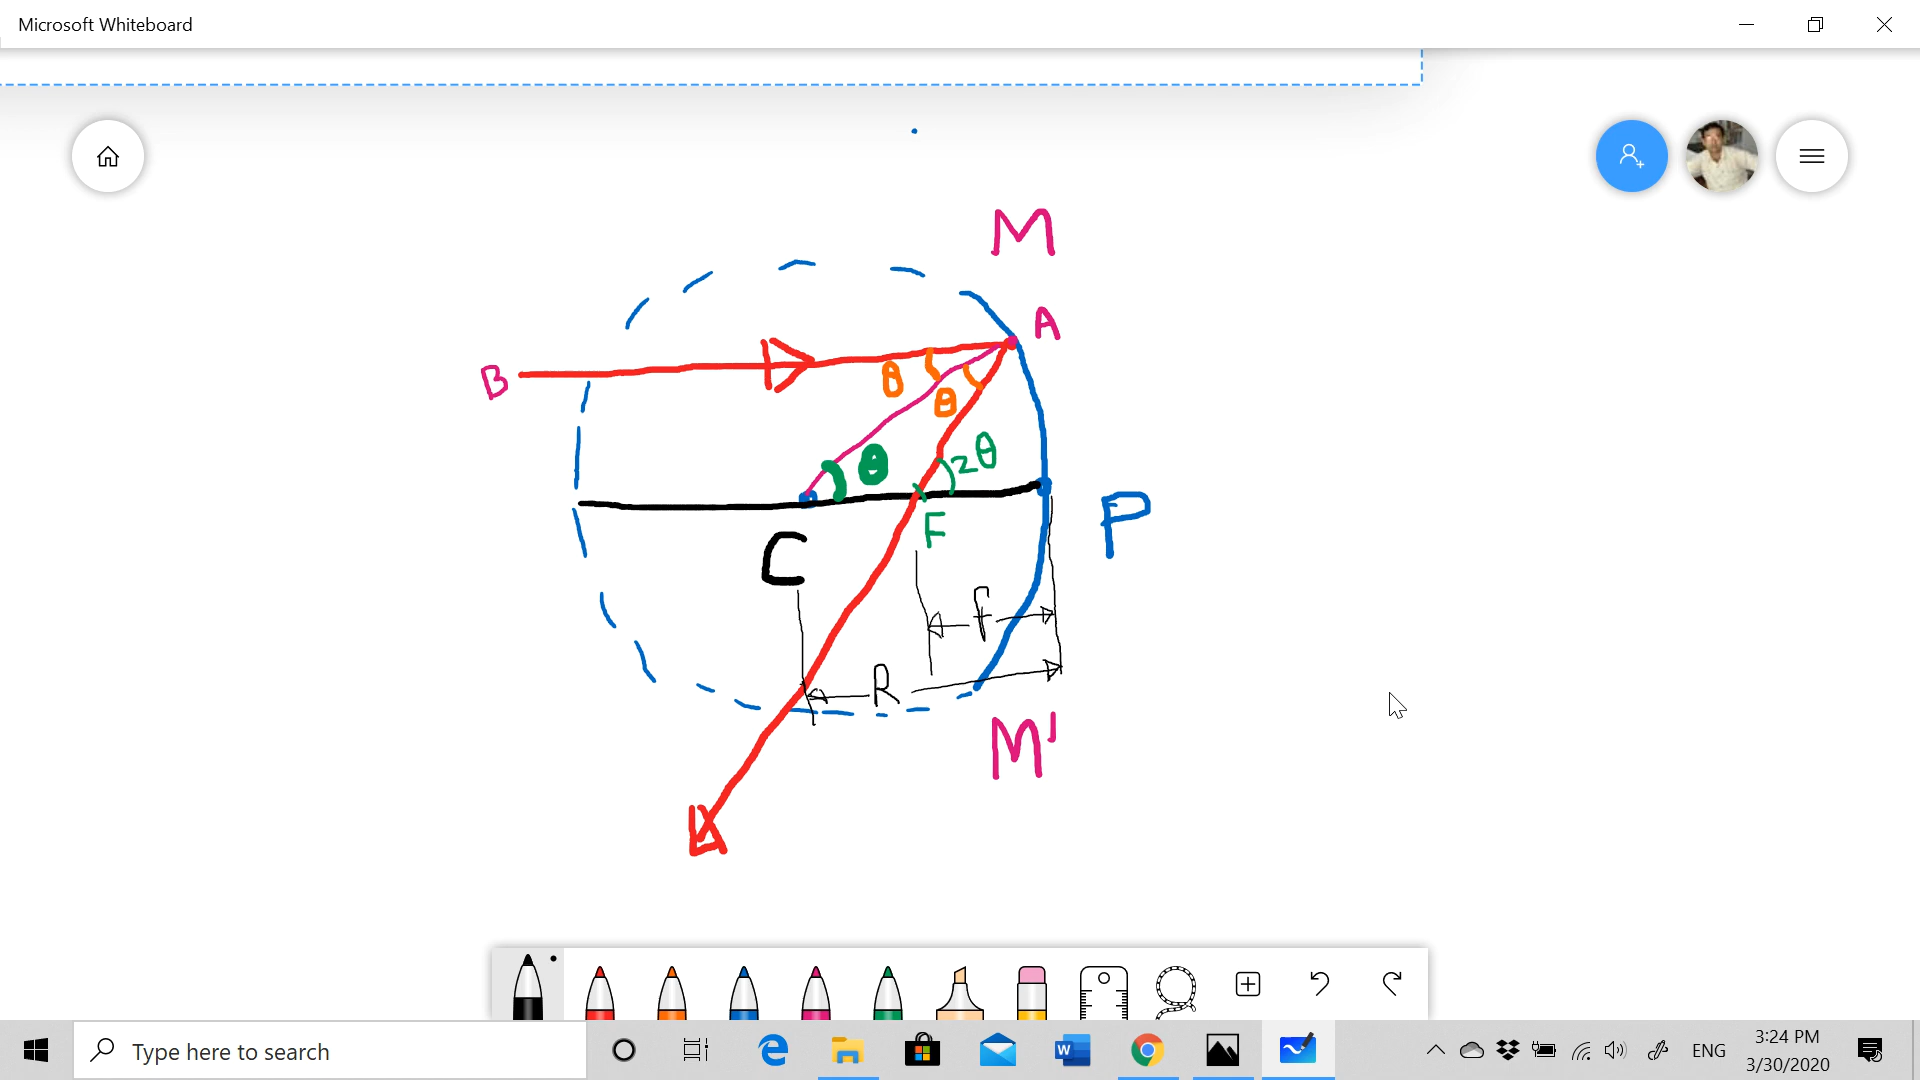 Microsoft Whiteboard
M
A
B
θ
θ
θ
2θ
F
P
C
f
R
M'
Type here to search
W
ENG
3:24 PM
3/30/2020